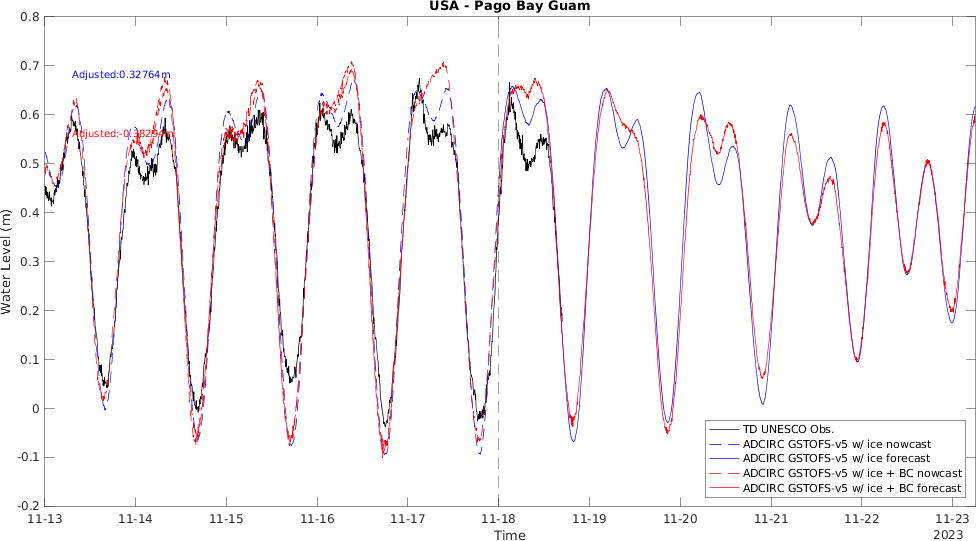 USA - Pago Bay Guam
0.8
0.7
0.6
0.5
0.4
0.3
0.2
0.1
0
-0.1
-0.2
Water Level (m)
Adjusted:0.32764m
Adjusted:-0.38294m
TD UNESCO Obs.
ADCIRC GSTOFS-v5 w/ ice nowcast
ADCIRC GSTOFS-v5 w/ ice forecast
ADCIRC GSTOFS-v5 w/ ice + BC nowcast
ADCIRC GSTOFS-v5 w/ ice + BC forecast
11-13 11-14 11-15 11-16 11-17 11-18 11-19 11-20 11-21 11-22 11-23
Time 2023